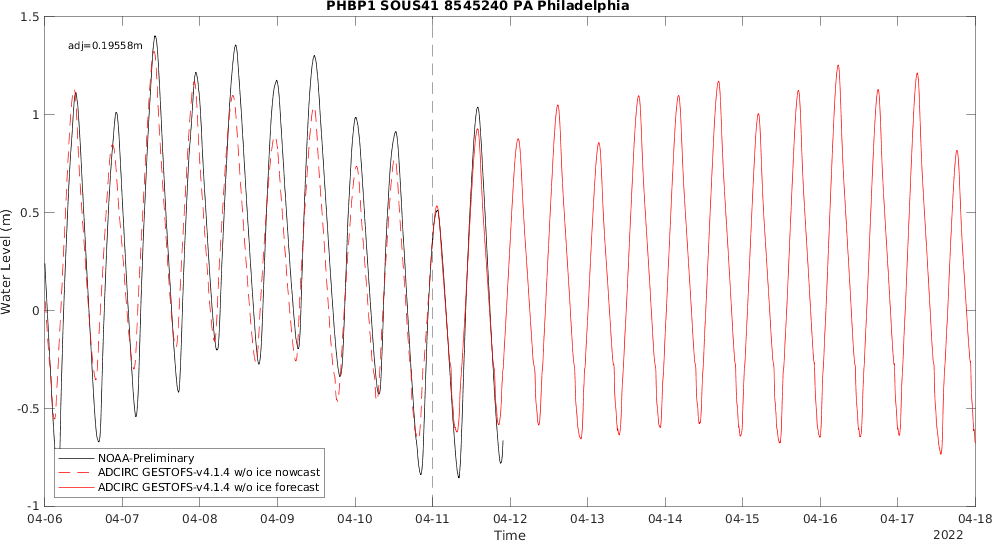 PHBP1 SOUS41 8545240 PA Philadelphia
adj=0.19558m
1.5
1
0.5
0
-0.5
-1
Water Level (m)
NOAA-Preliminary
ADCIRC GESTOFS-v4.1.4 w/o ice nowcast
ADCIRC GESTOFS-v4.1.4 w/o ice forecast
04-06 04-07 04-08 04-09 04-10 04-11 04-12 04-13 04-14 04-15 04-16 04-17 04-18
Time
2022